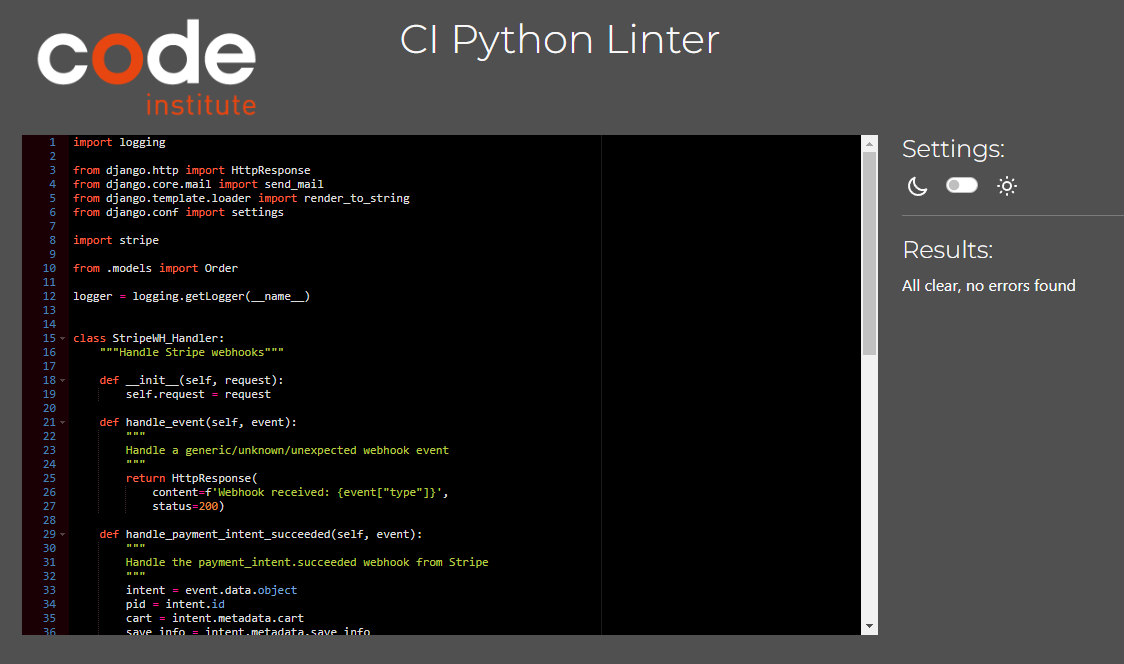 code
institute
CI Python Linter
1 import logging
2
3 from django.http import HttpResponse
4 from django.core.mail import send_mail
5 from django.template.loader import render_to_string
6 from django.conf import settings
7
8 import stripe
9
10 from .models import Order
11
12 logger = logging.getLogger(__name__)
13
14
15 class StripeWH_Handler:
16     """Handle Stripe webhooks"""
17
18     def __init__(self, request):
19         self.request = request
20
21     def handle_event(self, event):
22         """
23         Handle a generic/unknown/unexpected webhook event
24         """
25         return HttpResponse(
26             content=f'Webhook received: {event["type"]}',
27             status=200)
28
29     def handle_payment_intent_succeeded(self, event):
30         """
31         Handle the payment_intent.succeeded webhook from Stripe
32         """
33         intent = event.data.object
34         pid = intent.id
35         cart = intent.metadata.cart
36         save_info = intent.metadata.save_info
Settings:
Results:
All clear, no errors found